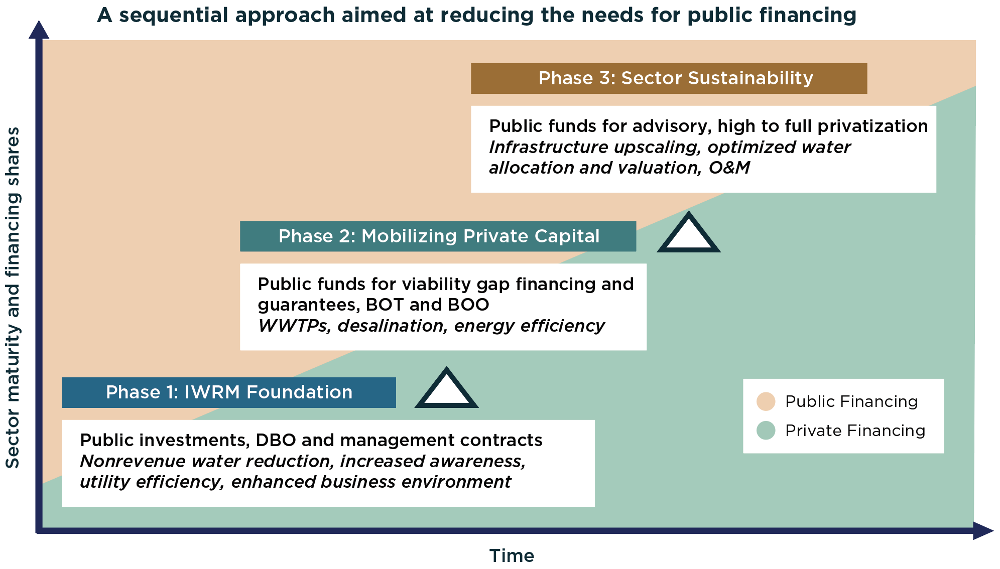 A sequential approach aimed at reducing the needs for public financing
Sector maturity and financing shares
Phase 3: Sector Sustainability
Public funds for advisory, high to full privatization
Infrastructure upscaling, optimized water
allocation and valuation, O&M
Phase 2: Mobilizing Private Capital
Public funds for viability gap financing and
guarantees, BOT and BOO
WWTPs, desalination, energy efficiency
Phase 1: IWRM Foundation
Public investments, DBO and management contracts
Nonrevenue water reduction, increased awareness,
utility efficiency, enhanced business environment
Public Financing
Private Financing
Time